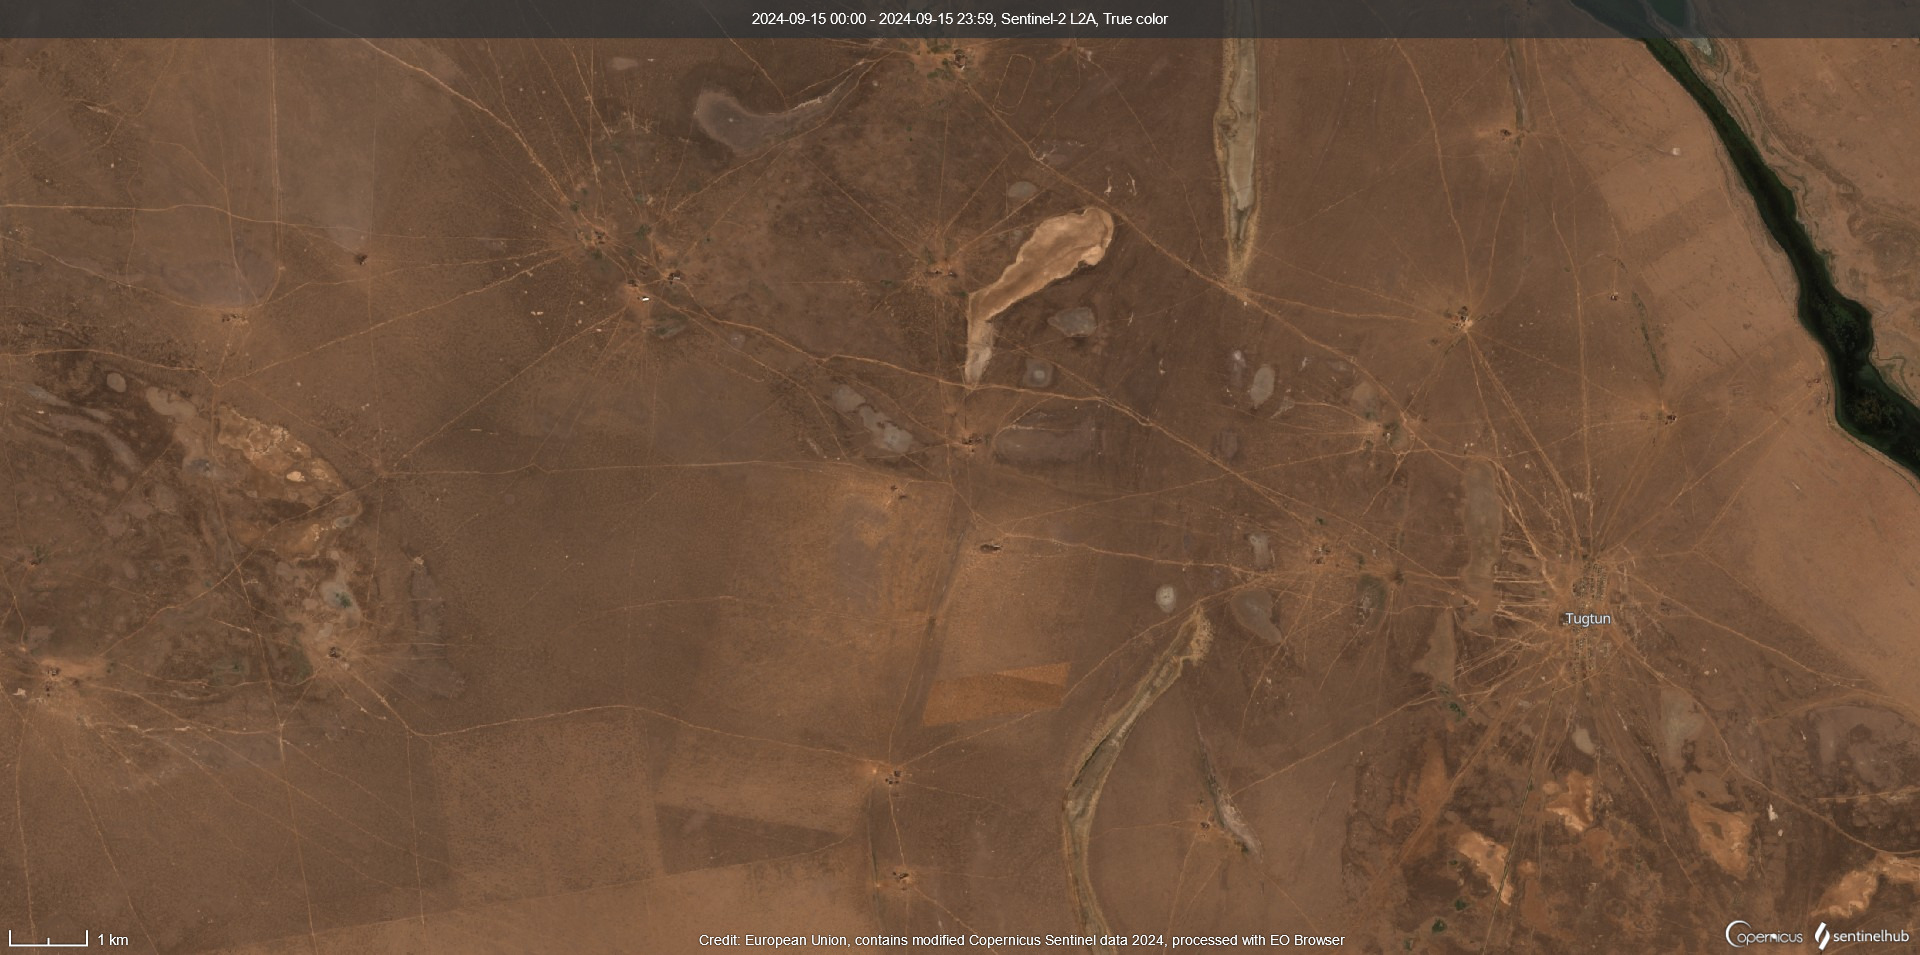 2024-09-15 00:00 - 2024-09-15 23:59, Sentinel-2 L2A, True color
Tugtun
1 km
Credit: European Union, contains modified Copernicus Sentinel data 2024, processed with EO Browser
Copernicus
sentinelhub